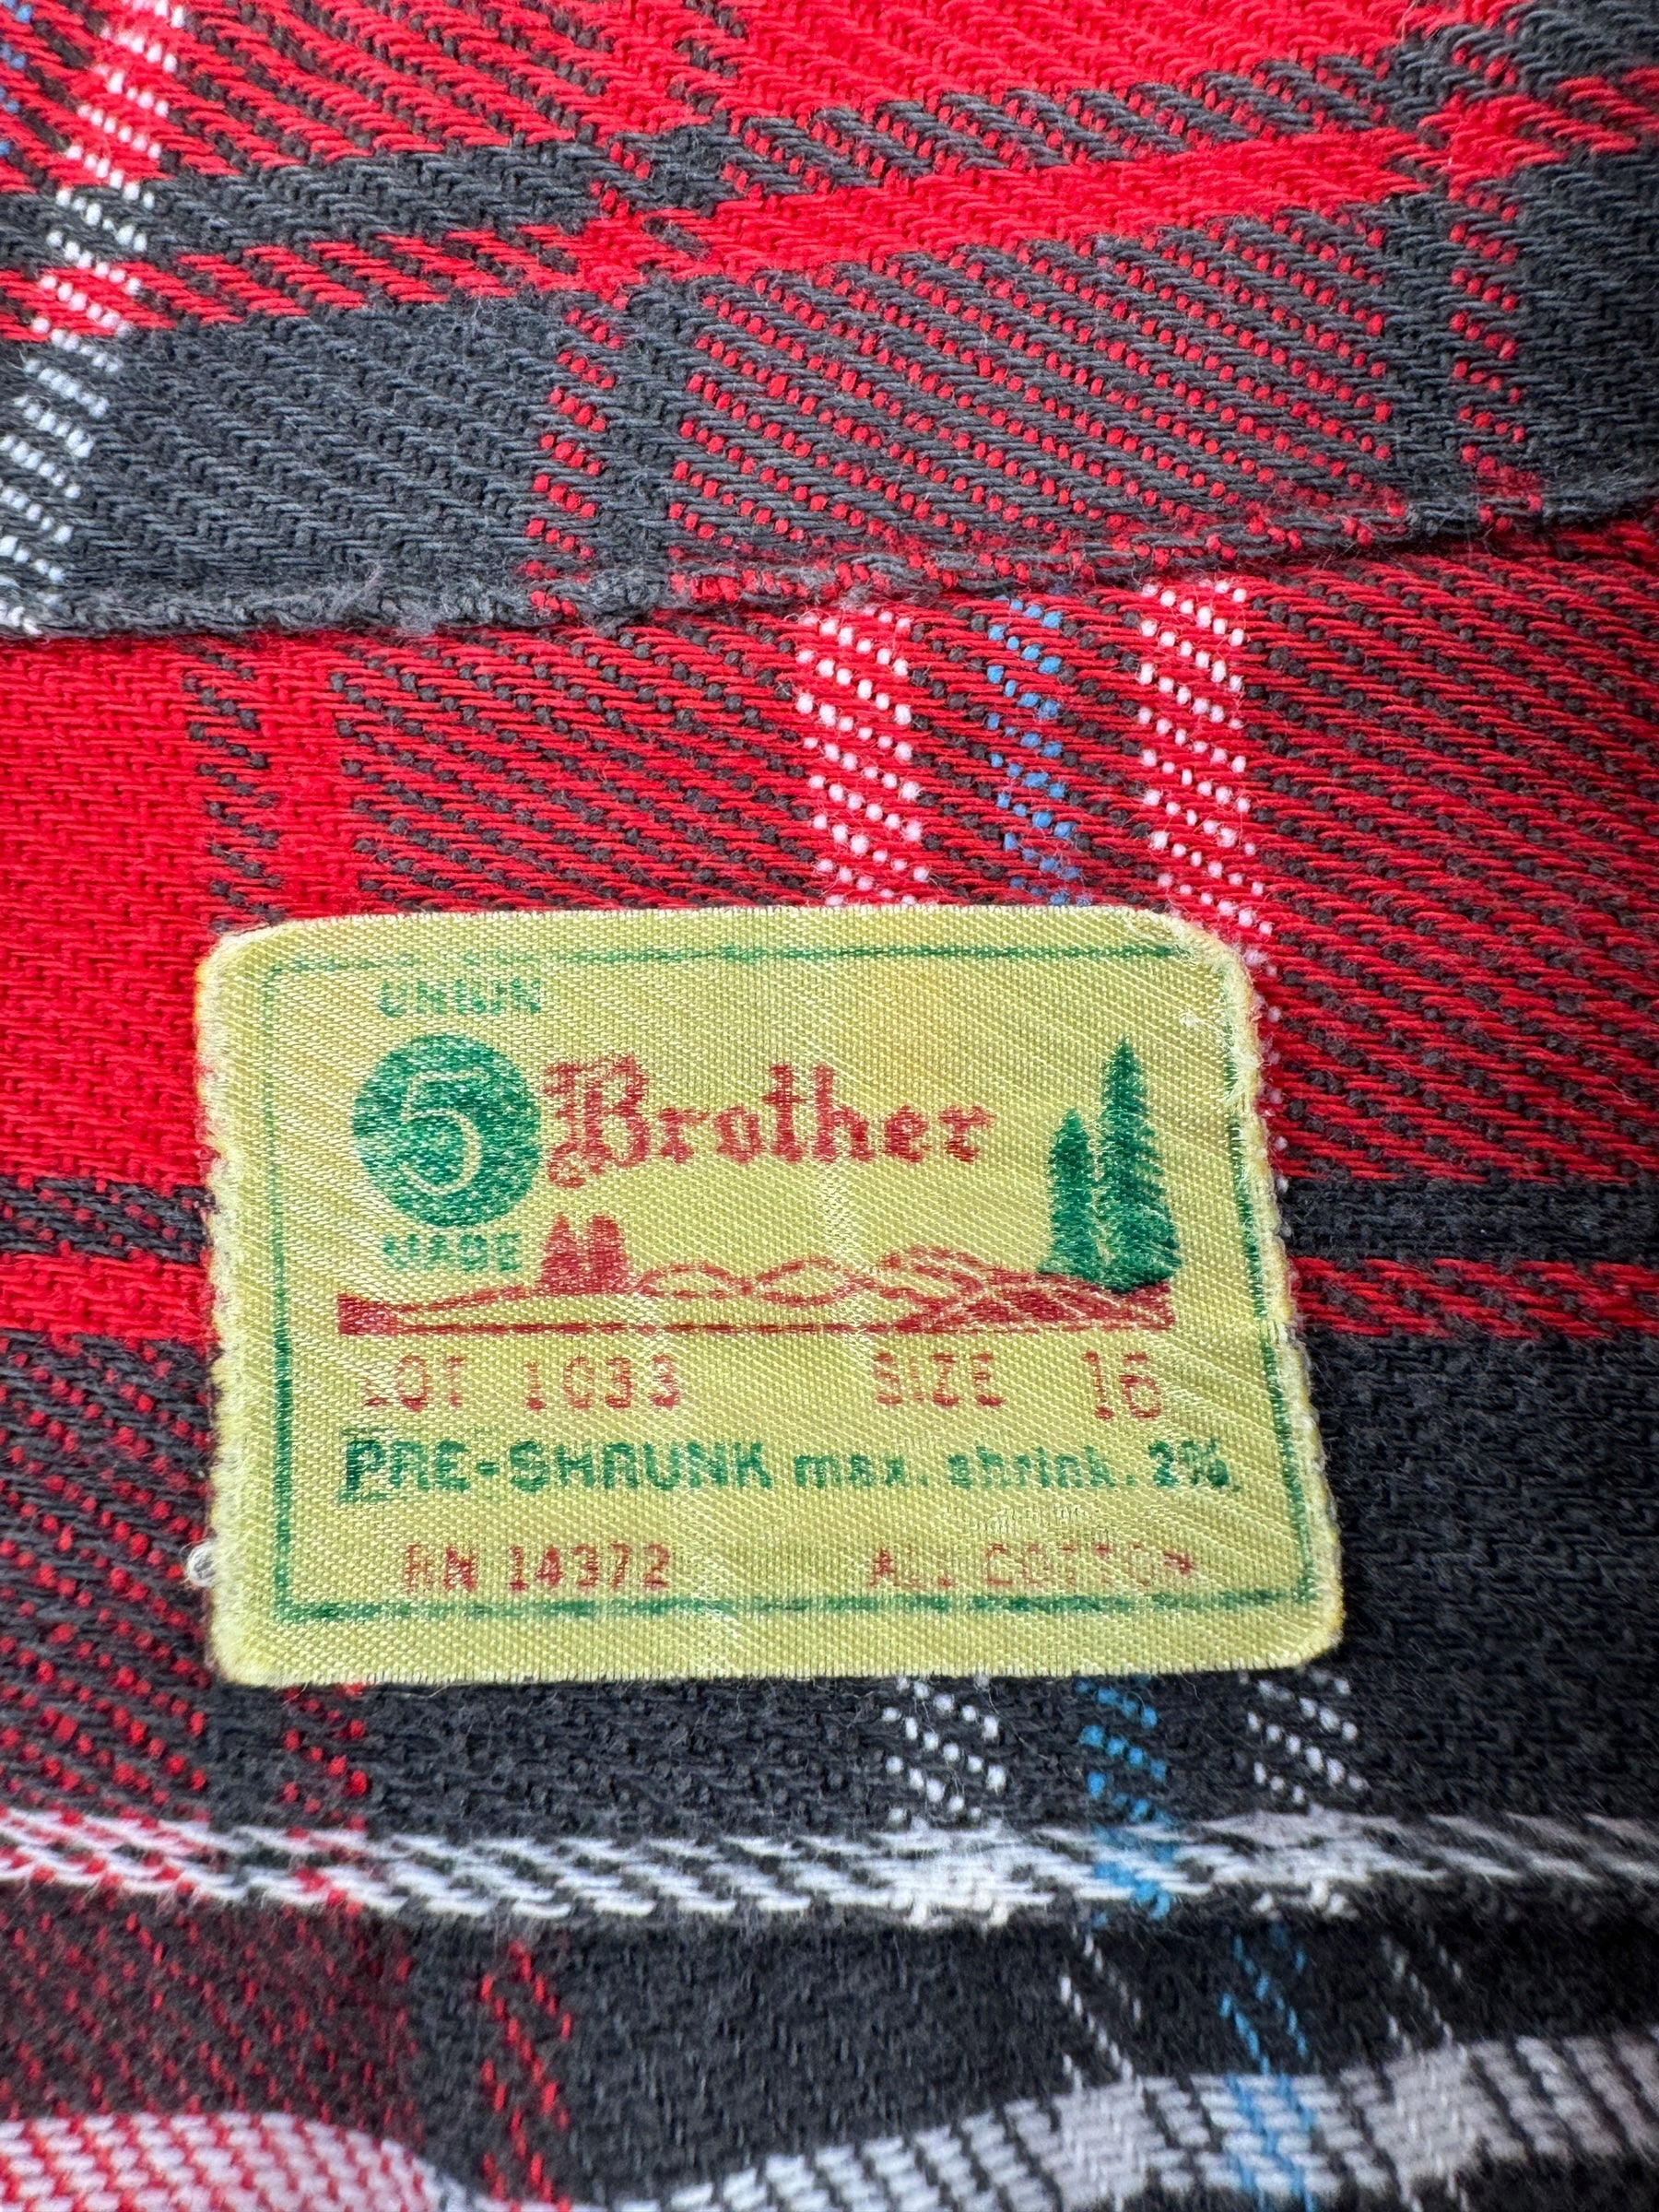 UNION
5 Brother
MADE
LOT 1033 SIZE 16
PRE-SHRUNK max. shrink. 2%
RN 14372 ALL COTTON